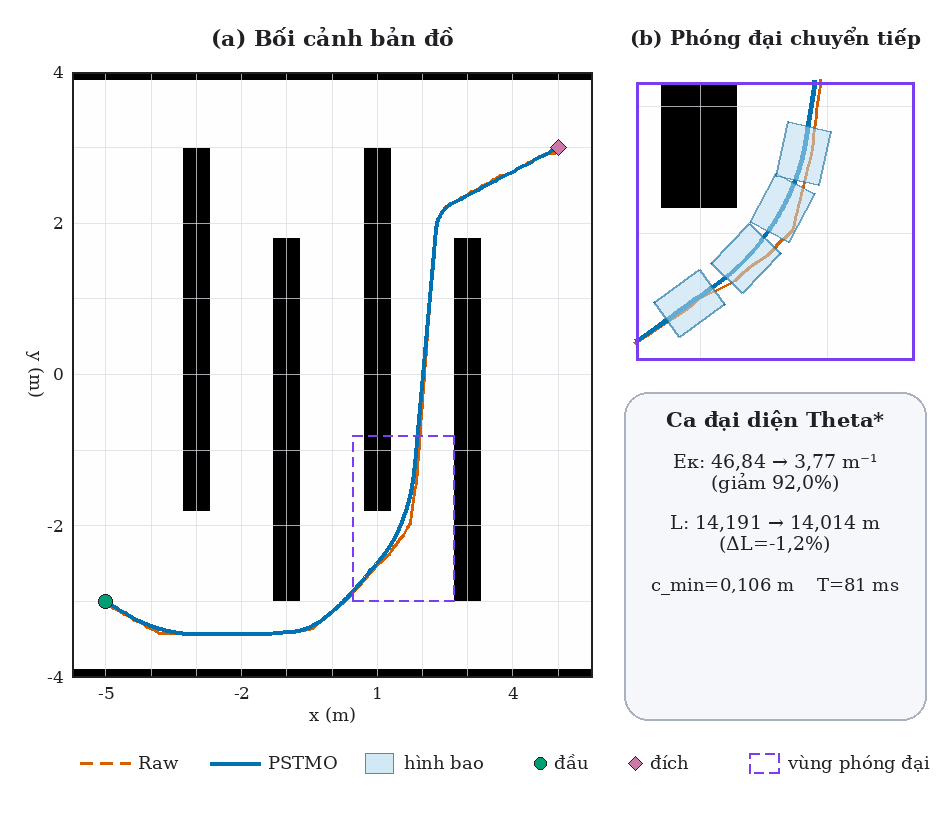 (a) Bối cảnh bản đồ
(b) Phóng đại chuyển tiếp
4
2
0
-2
-4
y (m)
-5
-2
1
4
x (m)
Ca đại diện Theta*
Eκ: 46,84 → 3,77 m⁻¹
(giảm 92,0%)
L: 14,191 → 14,014 m
(ΔL=-1,2%)
c_min=0,106 m T=81 ms
Raw
PSTMO
hình bao
đầu
đích
vùng phóng đại